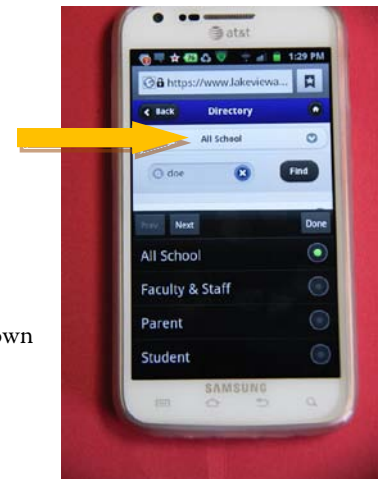 at&t
76
1:29 PM
https://www.lakeviewa...
Back
Directory
All School
doe
Find
Prev
Next
Done
All School
Faculty & Staff
Parent
own
Student
SAMSUNG